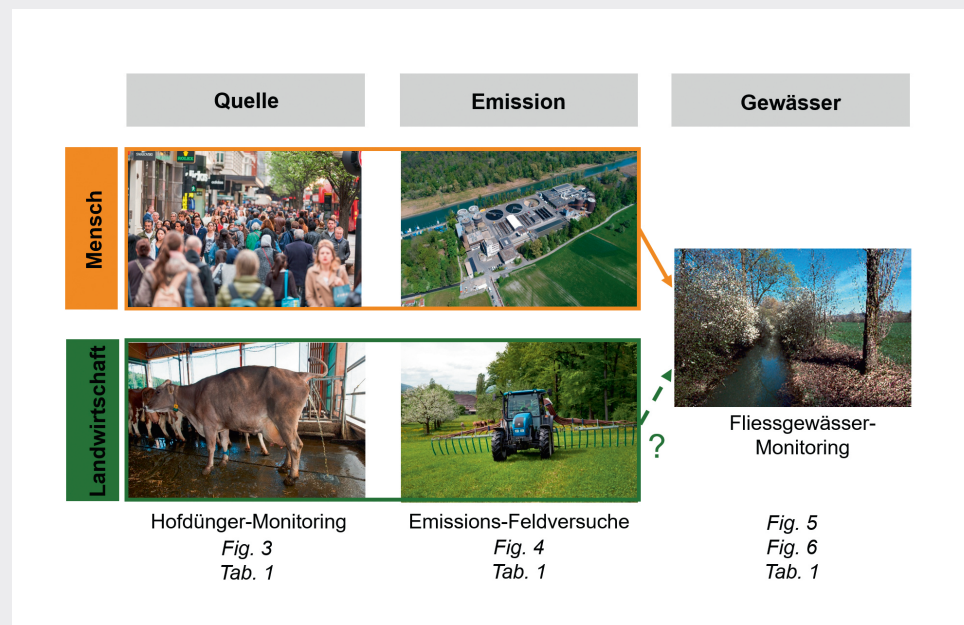 Quelle
Emission
Gewässer
Mensch
Landwirtschaft
?
Hofdünger-Monitoring
Fig. 3
Tab. 1
Emissions-Feldversuche
Fig. 4
Tab. 1
Fliessgewässer-
Monitoring
Fig. 5
Fig. 6
Tab. 1